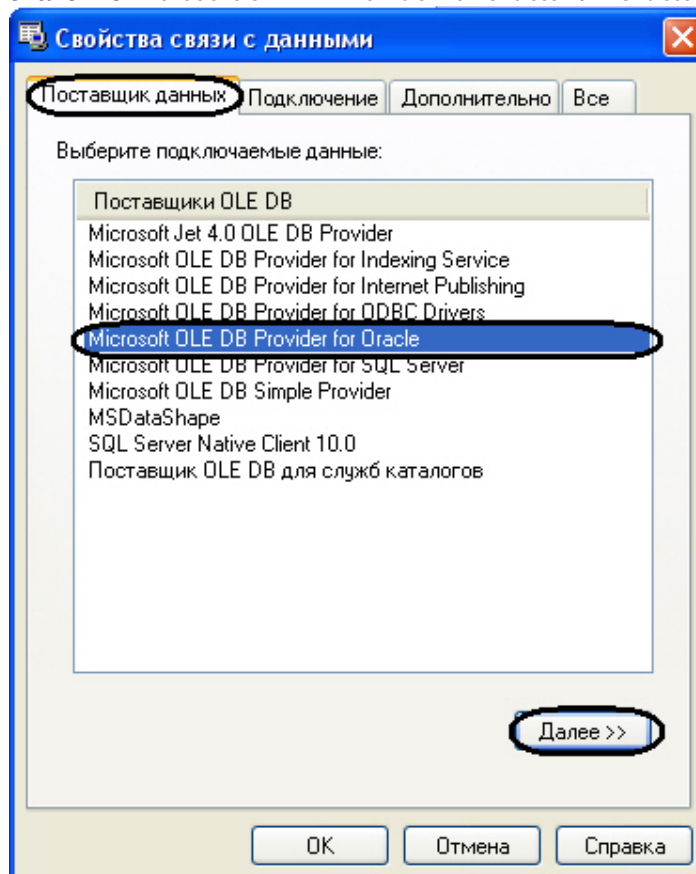 Свойства связи с данными
Поставщик данных Подключение Дополнительно Все
Выберите подключаемые данные:
Поставщики OLE DB
Microsoft Jet 4.0 OLE DB Provider
Microsoft OLE DB Provider for Indexing Service
Microsoft OLE DB Provider for Internet Publishing
Microsoft OLE DB Provider for ODBC Drivers
Microsoft OLE DB Provider for Oracle
Microsoft OLE DB Provider for SQL Server
Microsoft OLE DB Simple Provider
MSDataShape
SQL Server Native Client 10.0
Поставщик OLE DB для служб каталогов
Далее >>
OK Отмена Справка